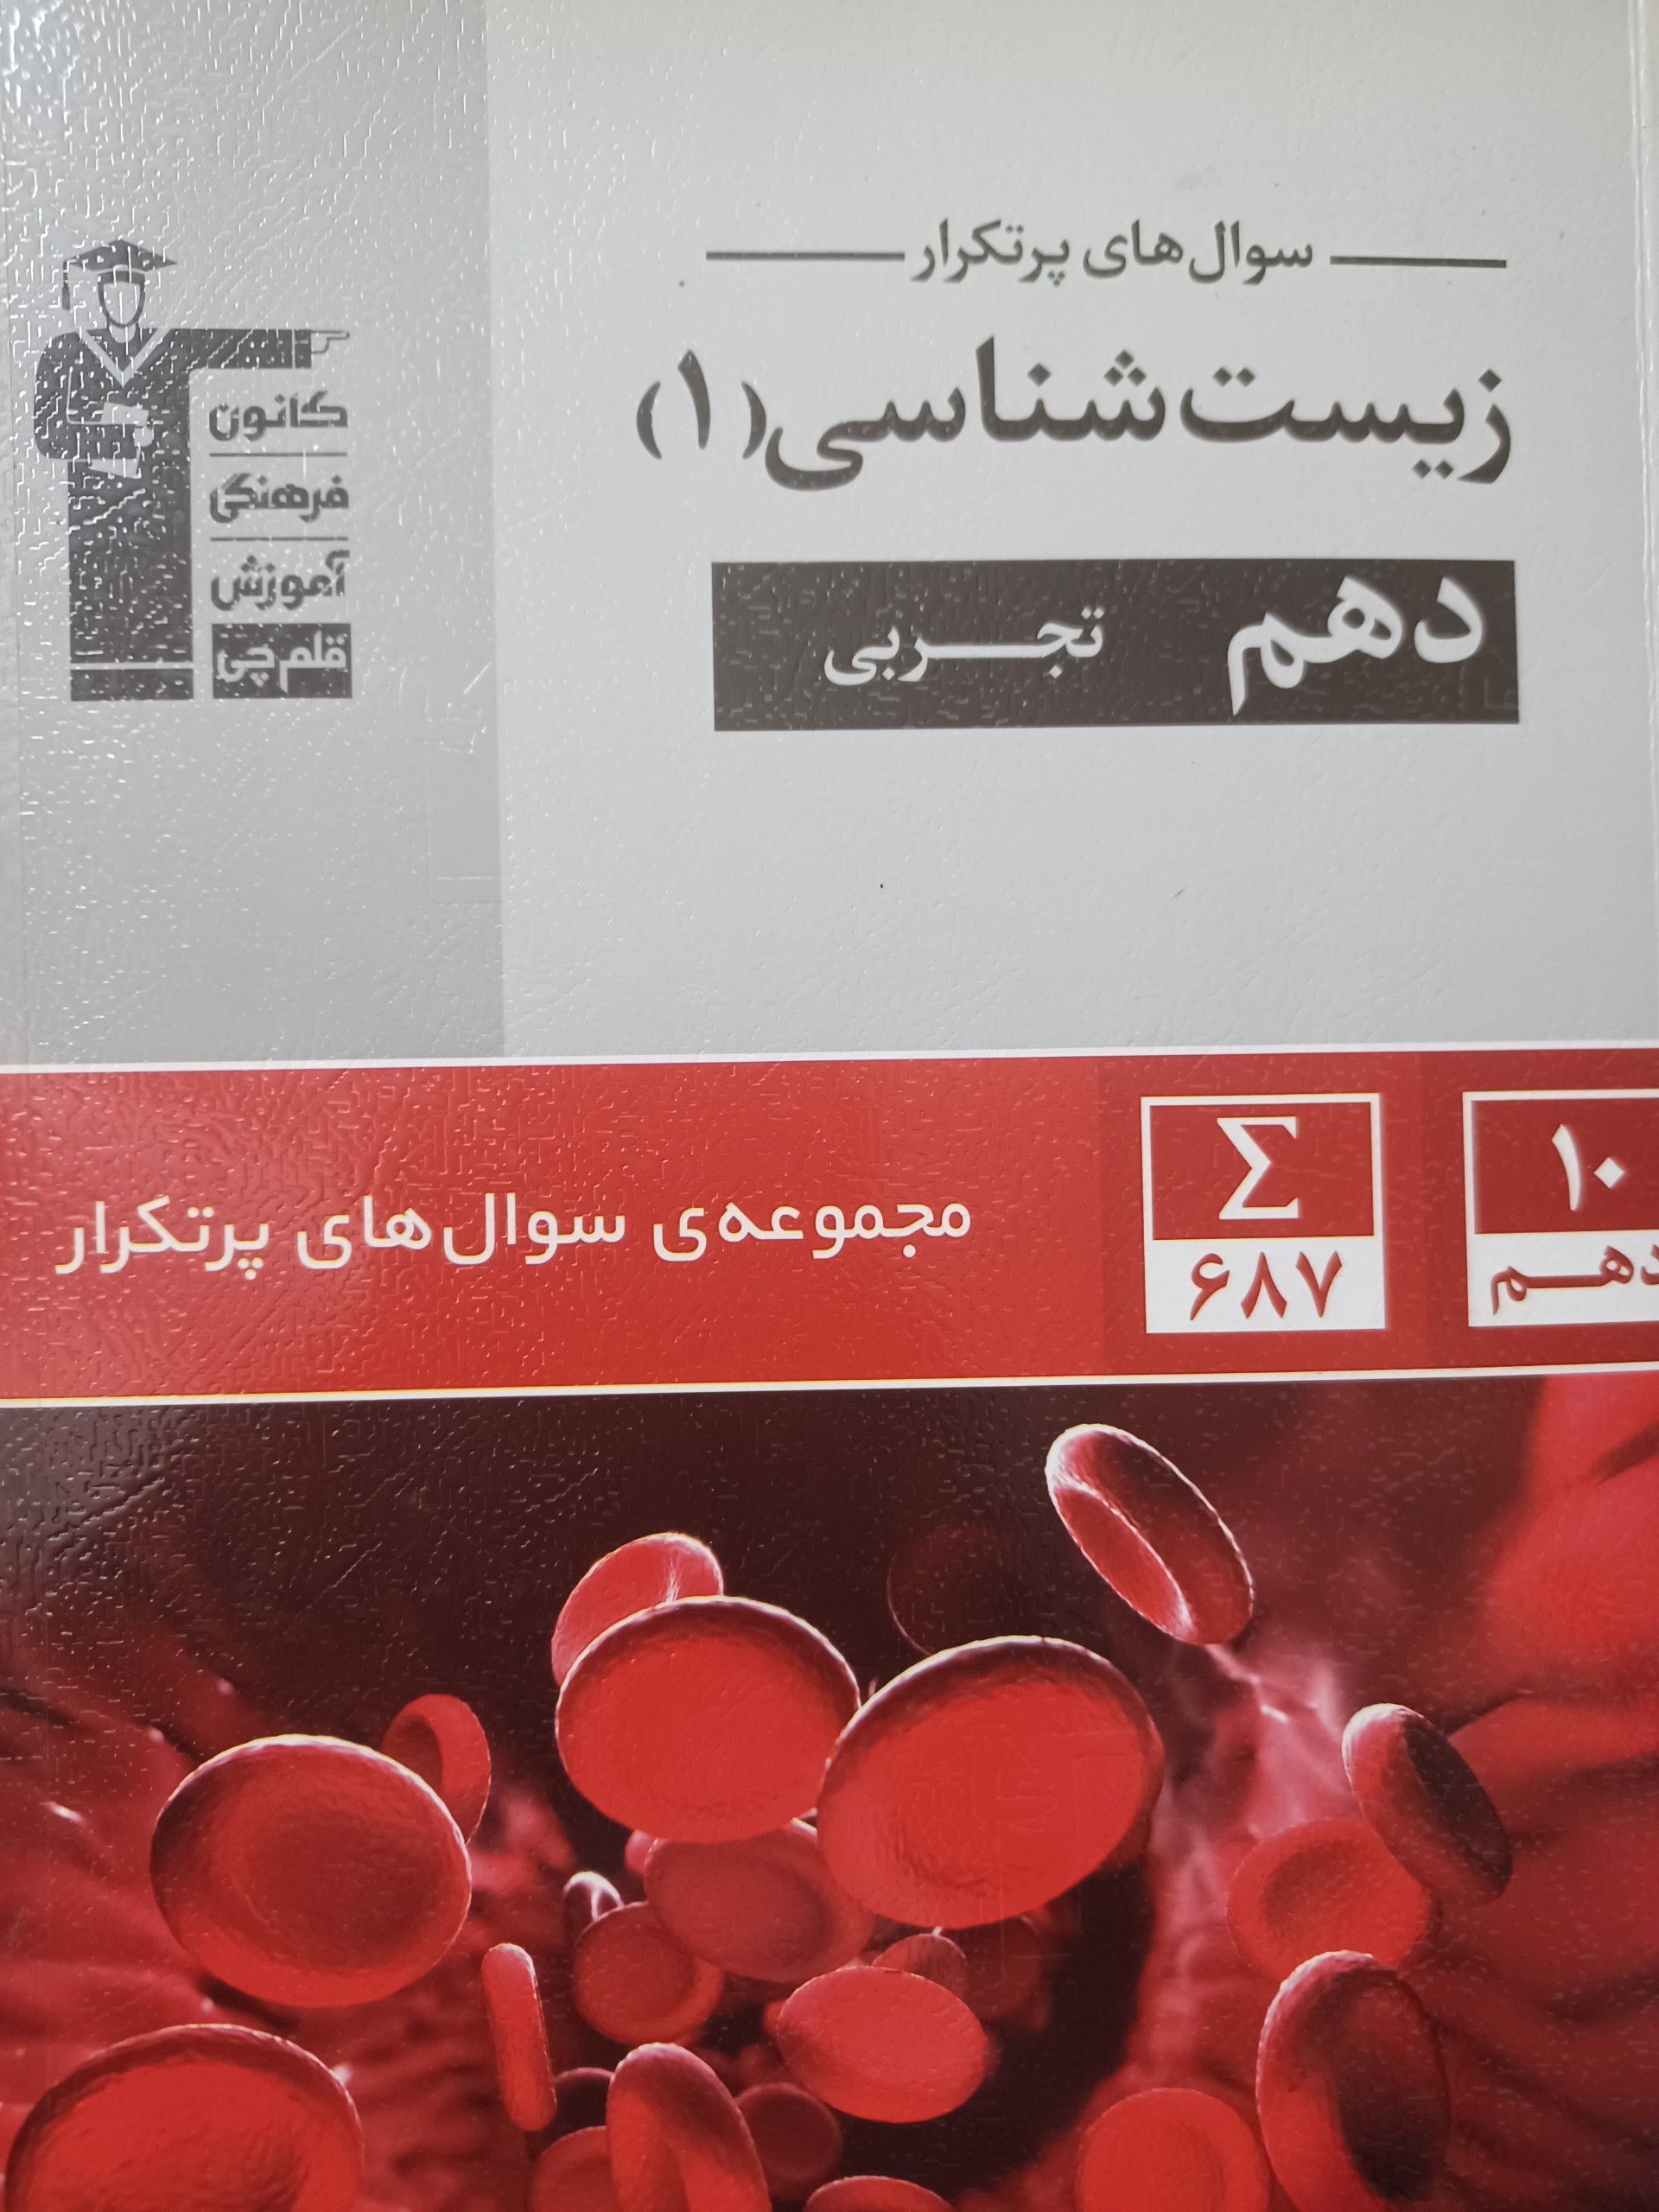 سوال‌های پرتکرار
زیست‌شناسی(۱)
دهم تجربی
کانون
فرهنگی
آموزش
قلم‌چی
۱۰
دهم
Σ
۶۸۷
مجموعه‌ی سوال‌های پرتکرار